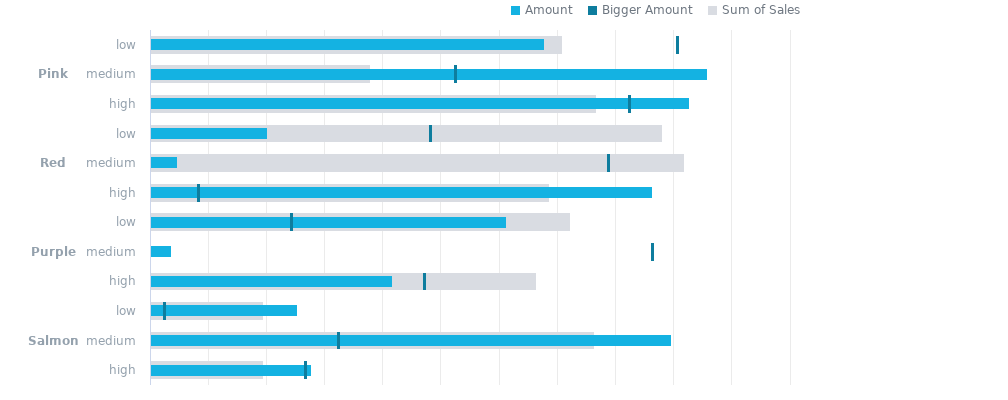 Amount Bigger Amount Sum of Sales
low
Pink medium
high
low
Red medium
high
low
Purple medium
high
low
Salmon medium
high